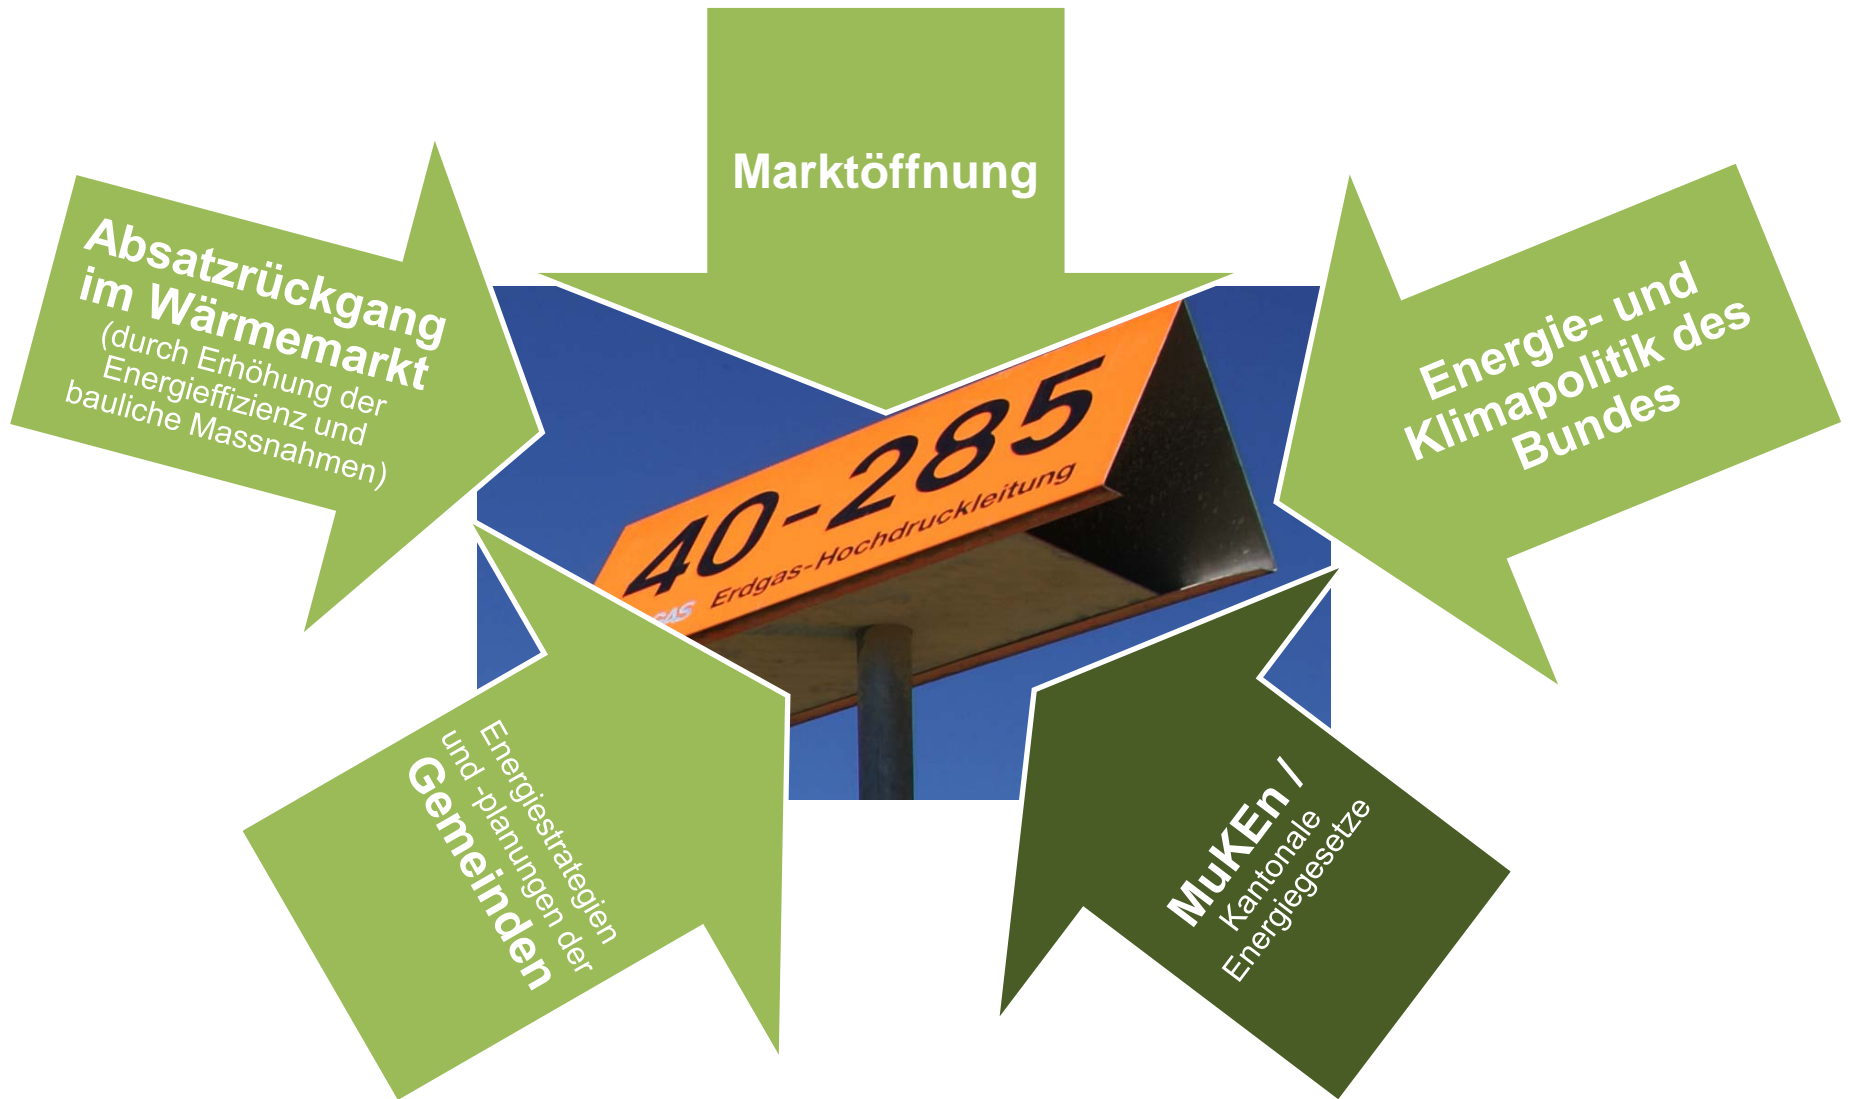 Marktöffnung
Absatzrückgang
im Wärmemarkt
(durch Erhöhung der
Energieffizienz und
bauliche Massnahmen)
Energie- und
Klimapolitik des
Bundes
40-285
Erdgas-Hochdruckleitung
Energiestrategien
und -planungen der
Gemeinden
MuKEn /
Kantonale
Energiegesetze